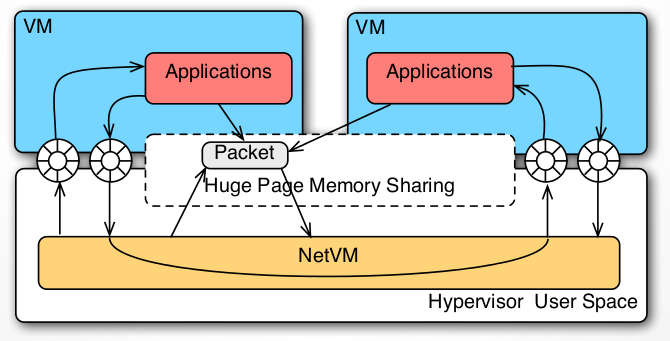 VM
VM
Applications
Applications
Packet
Huge Page Memory Sharing
NetVM
Hypervisor User Space